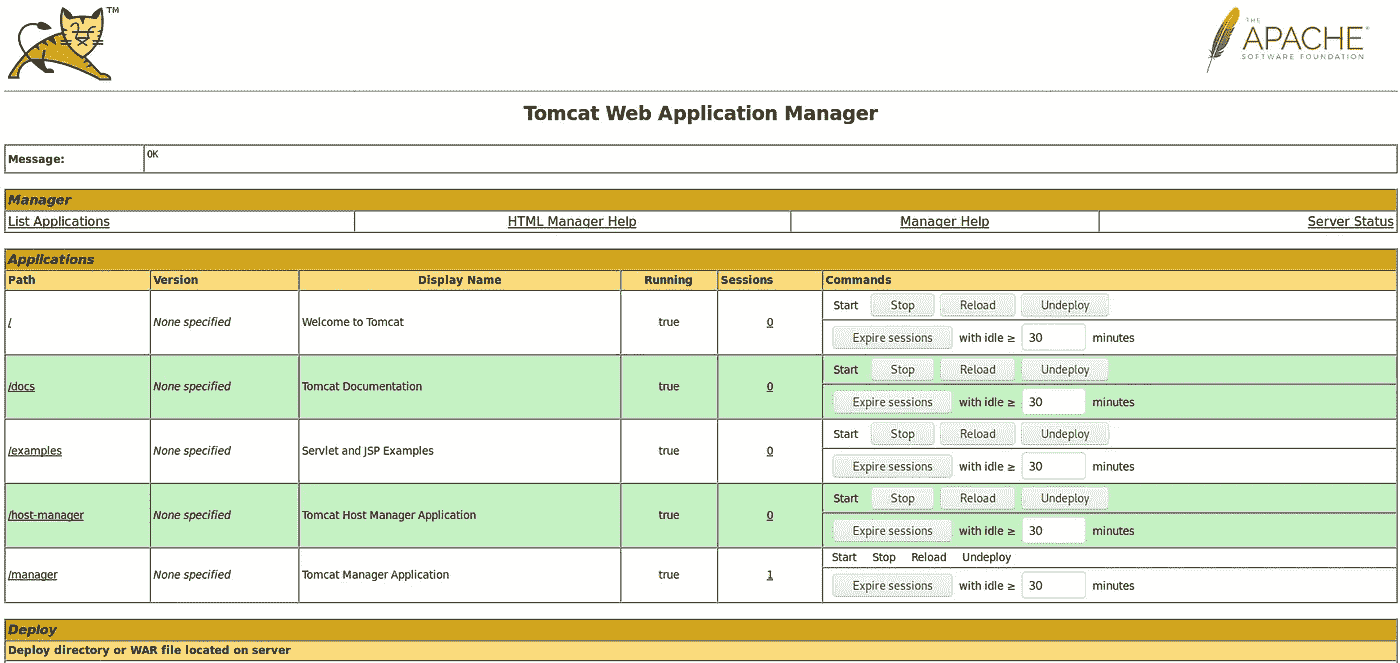 TM
THE
APACHE
SOFTWARE FOUNDATION
Tomcat Web Application Manager
Message: OK
Manager
List Applications HTML Manager Help Manager Help Server Status
Applications
Path Version Display Name Running Sessions Commands
Start Stop Reload Undeploy
/ None specified Welcome to Tomcat true 0
Expire sessions with idle ≥ 30 minutes
Start Stop Reload Undeploy
/docs None specified Tomcat Documentation true 0
Expire sessions with idle ≥ 30 minutes
Start Stop Reload Undeploy
/examples None specified Servlet and JSP Examples true 0
Expire sessions with idle ≥ 30 minutes
Start Stop Reload Undeploy
/host-manager None specified Tomcat Host Manager Application true 0
Expire sessions with idle ≥ 30 minutes
Start Stop Reload Undeploy
/manager None specified Tomcat Manager Application true 1
Expire sessions with idle ≥ 30 minutes
Deploy
Deploy directory or WAR file located on server